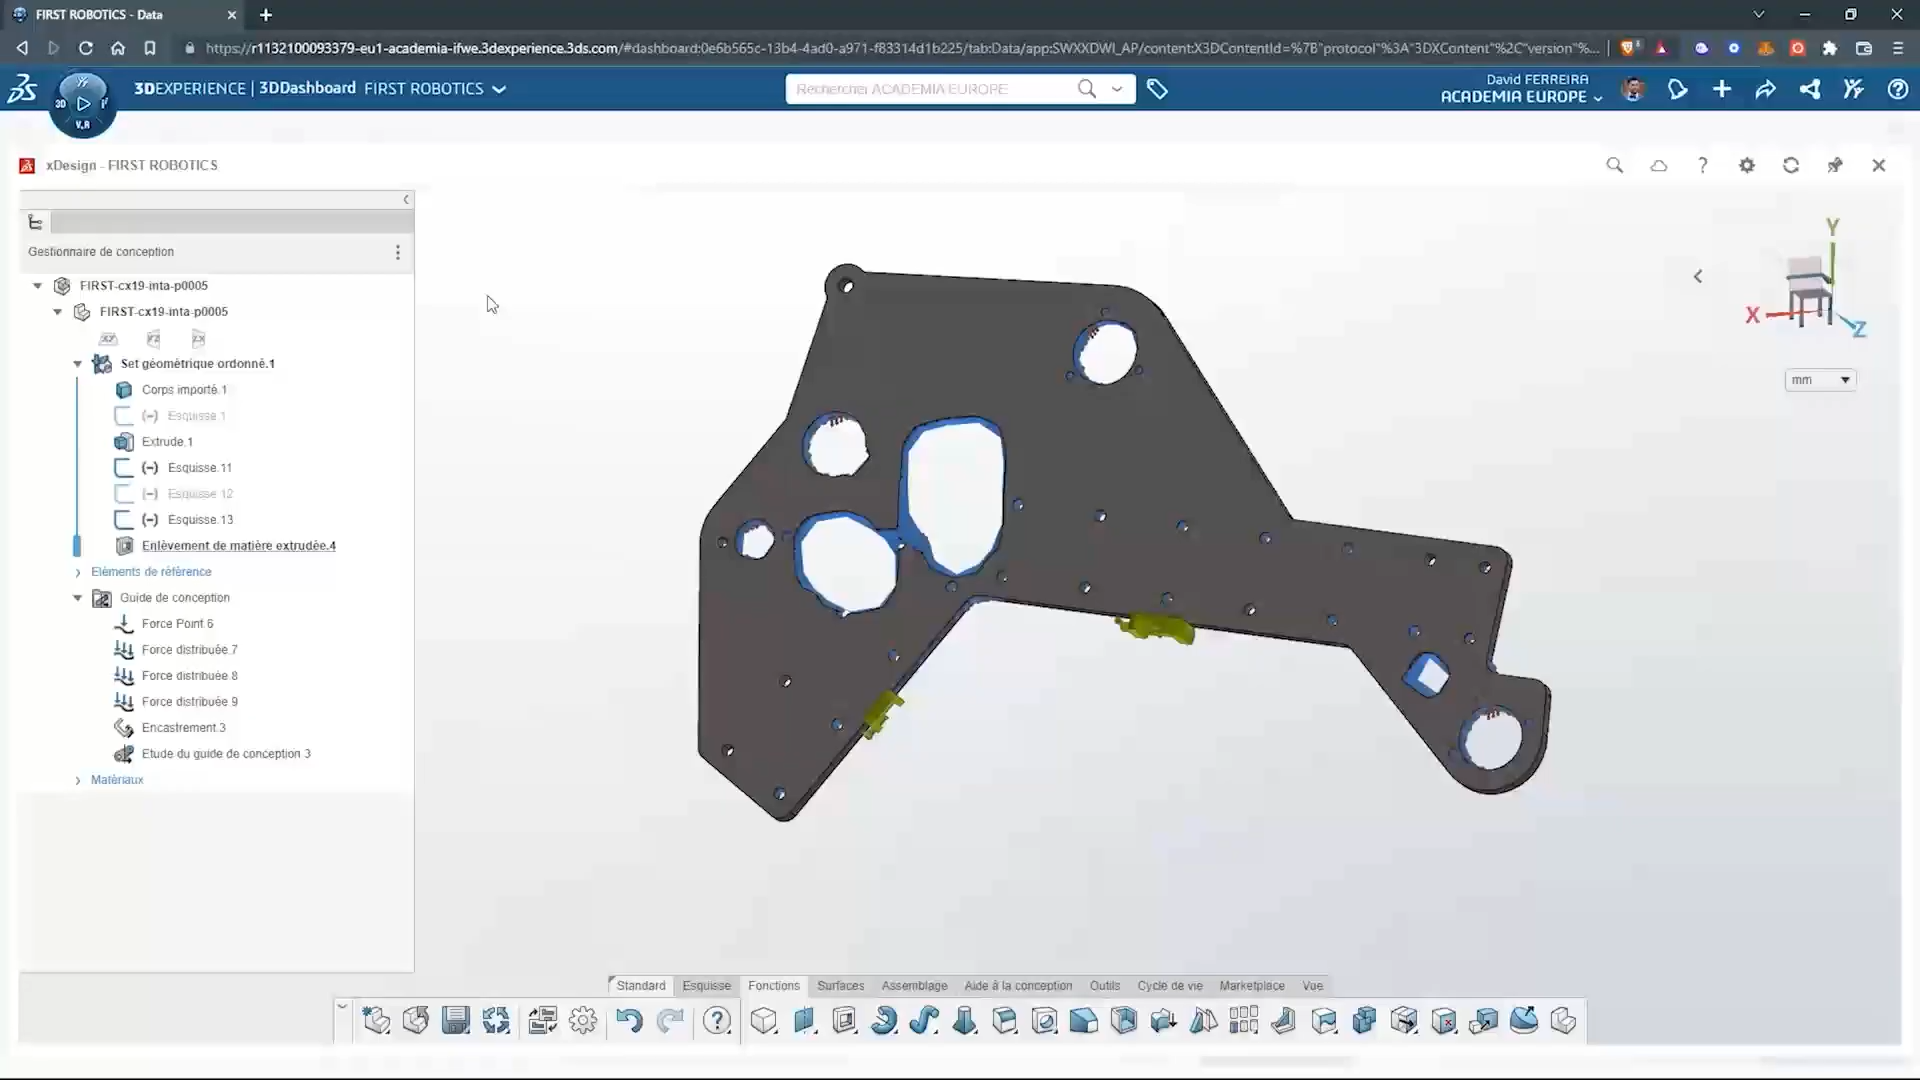 FIRST ROBOTICS - Data
https://r1132100093379-eu1-academia-ifwe.3dexperience.3ds.com/#dashboard:0e6b565c-13b4-4ad0-a971-f83314d1b225/tab:Data/app:SWXXDWI_AP/content:X3DContentId=%7B"protocol"%3A"3DXContent"%2C"version"%...
3DEXPERIENCE | 3DDashboard FIRST ROBOTICS
Rechercher ACADEMIA EUROPE
David FERREIRA
ACADEMIA EUROPE
3D
V.R
xDesign - FIRST ROBOTICS
Gestionnaire de conception
FIRST-cx19-inta-p0005
FIRST-cx19-inta-p0005
XY YZ ZX
Set géométrique ordonné.1
Corps importé.1
(-) Esquisse.1
Extrude.1
(-) Esquisse.11
(-) Esquisse.12
(-) Esquisse.13
Enlèvement de matière extrudée.4
Eléments de référence
Guide de conception
Force Point 6
Force distribuée.7
Force distribuée 8
Force distribuée 9
Encastrement.3
Etude du guide de conception 3
Matériaux
Y
X
Z
mm
Standard Esquisse Fonctions Surfaces Assemblage Aide à la conception Outils Cycle de vie Marketplace Vue